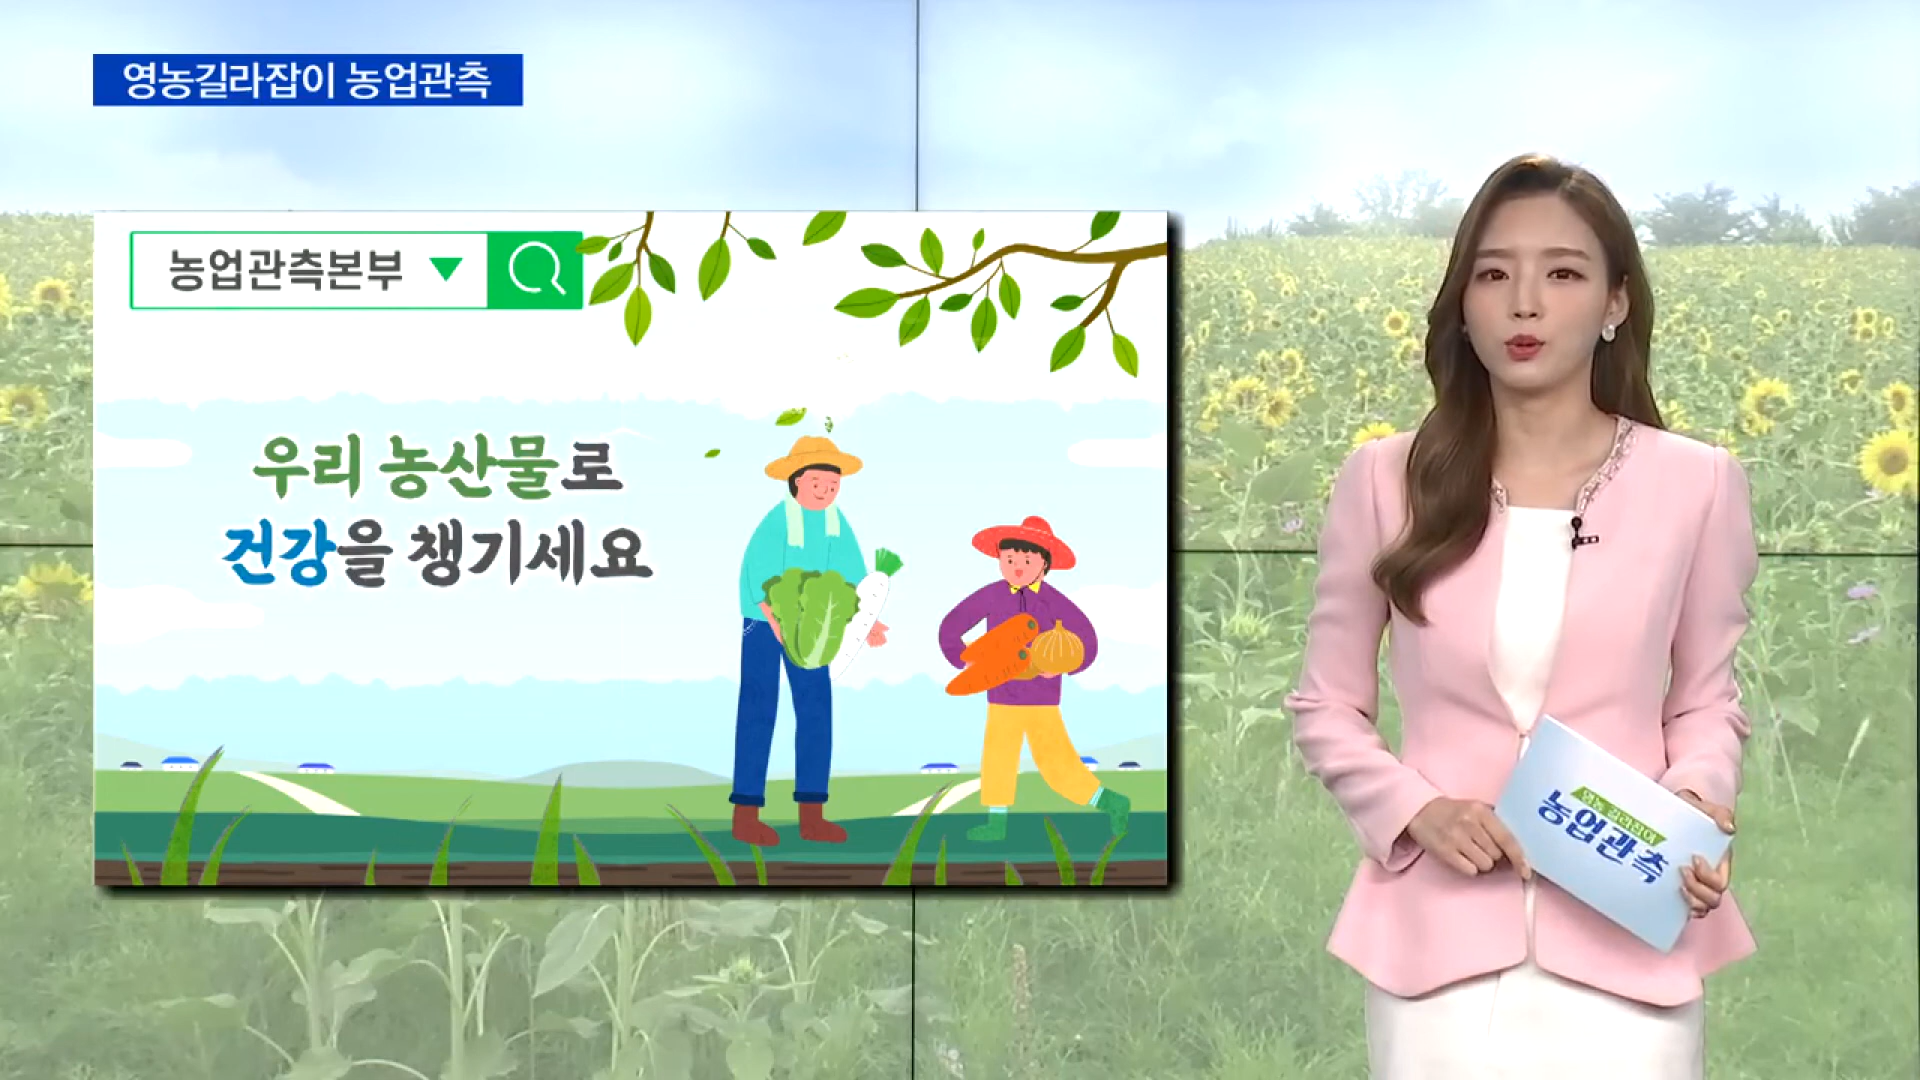 영농길라잡이 농업관측
농업관측본부
우리 농산물로
건강을 챙기세요
영농 길라잡이
농업관측